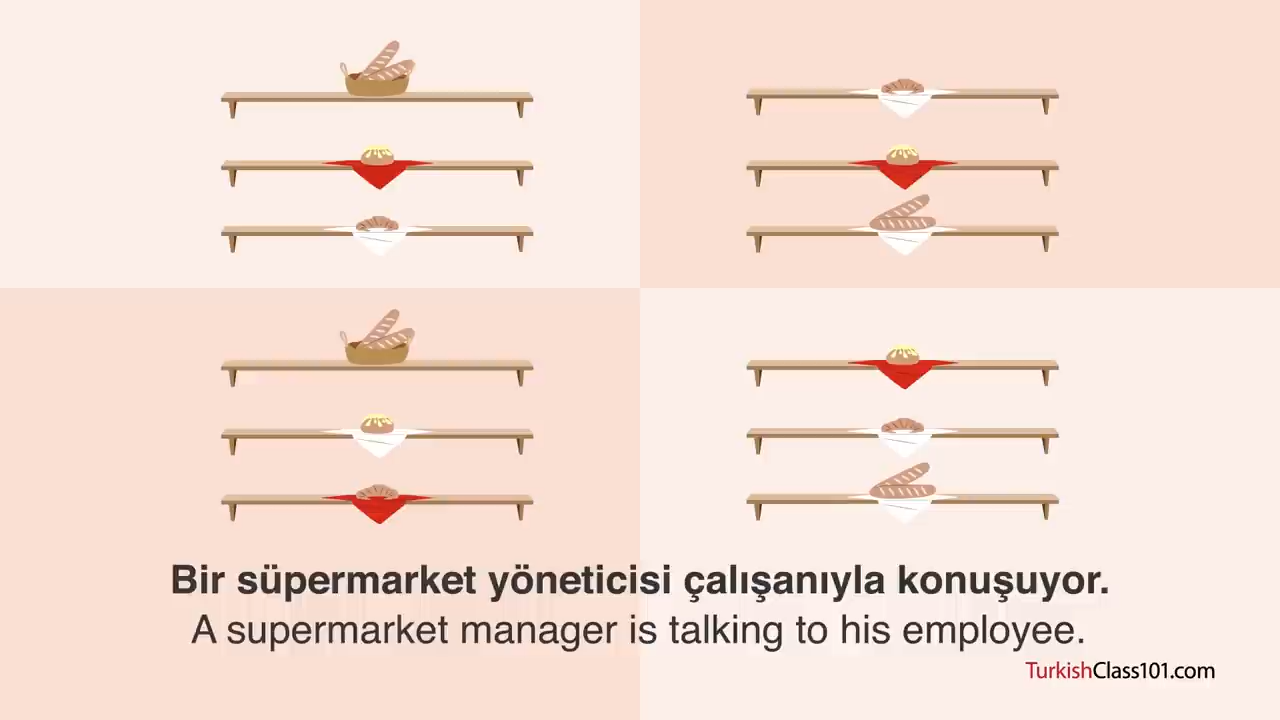 Bir süpermarket yöneticisi çalışanıyla konuşuyor.
A supermarket manager is talking to his employee.
TurkishClass101.com